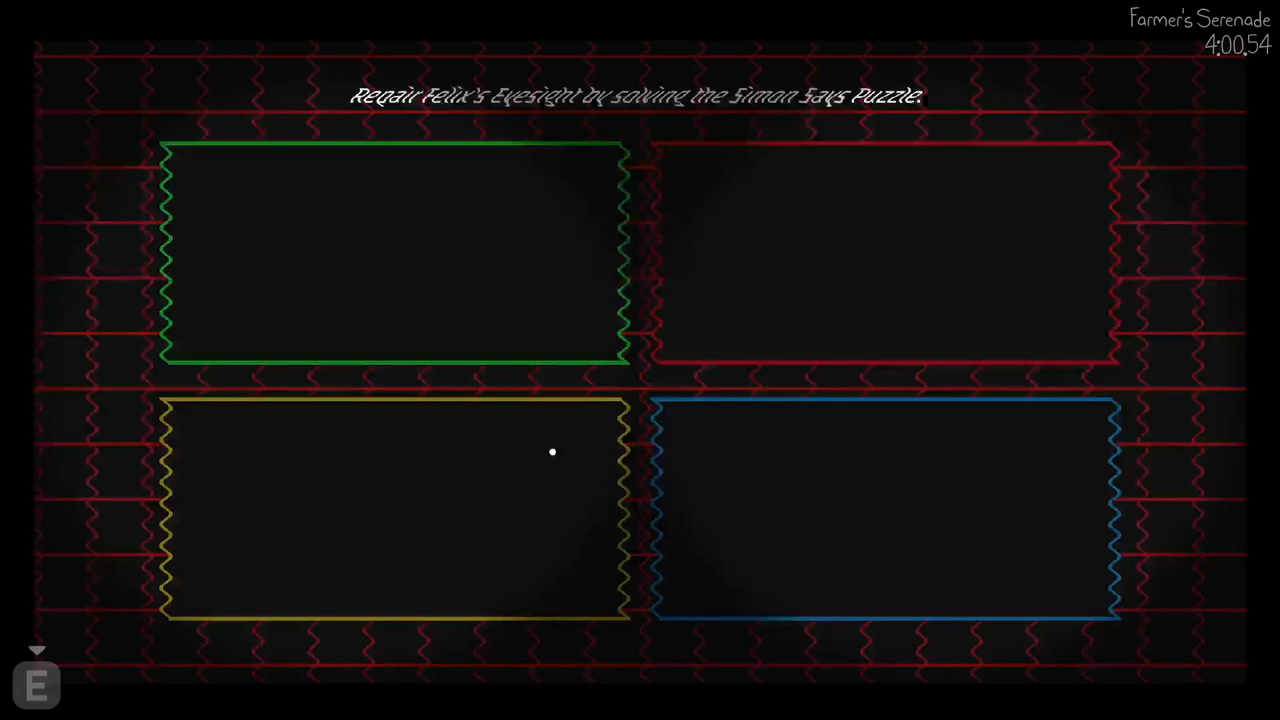 Farmer's Serenade
4:00.54
Repair Felix's Eyesight by solving the Simon Says Puzzle.
E